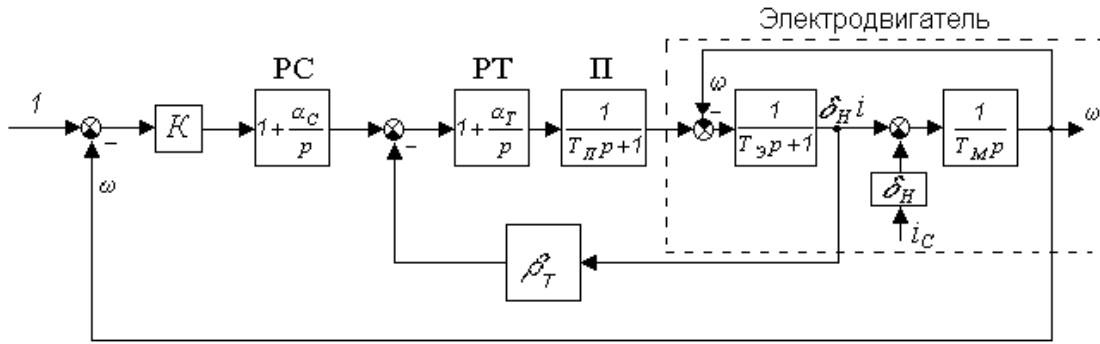 Электродвигатель
РС
РТ
П
1
K
1+ α_C / p
1+ α_T / p
1 / T_П p+1
ω
1 / T_Э p+1
δ_H i
1 / T_М p
ω
δ_H
i_C
β_T
ω
-
-
-